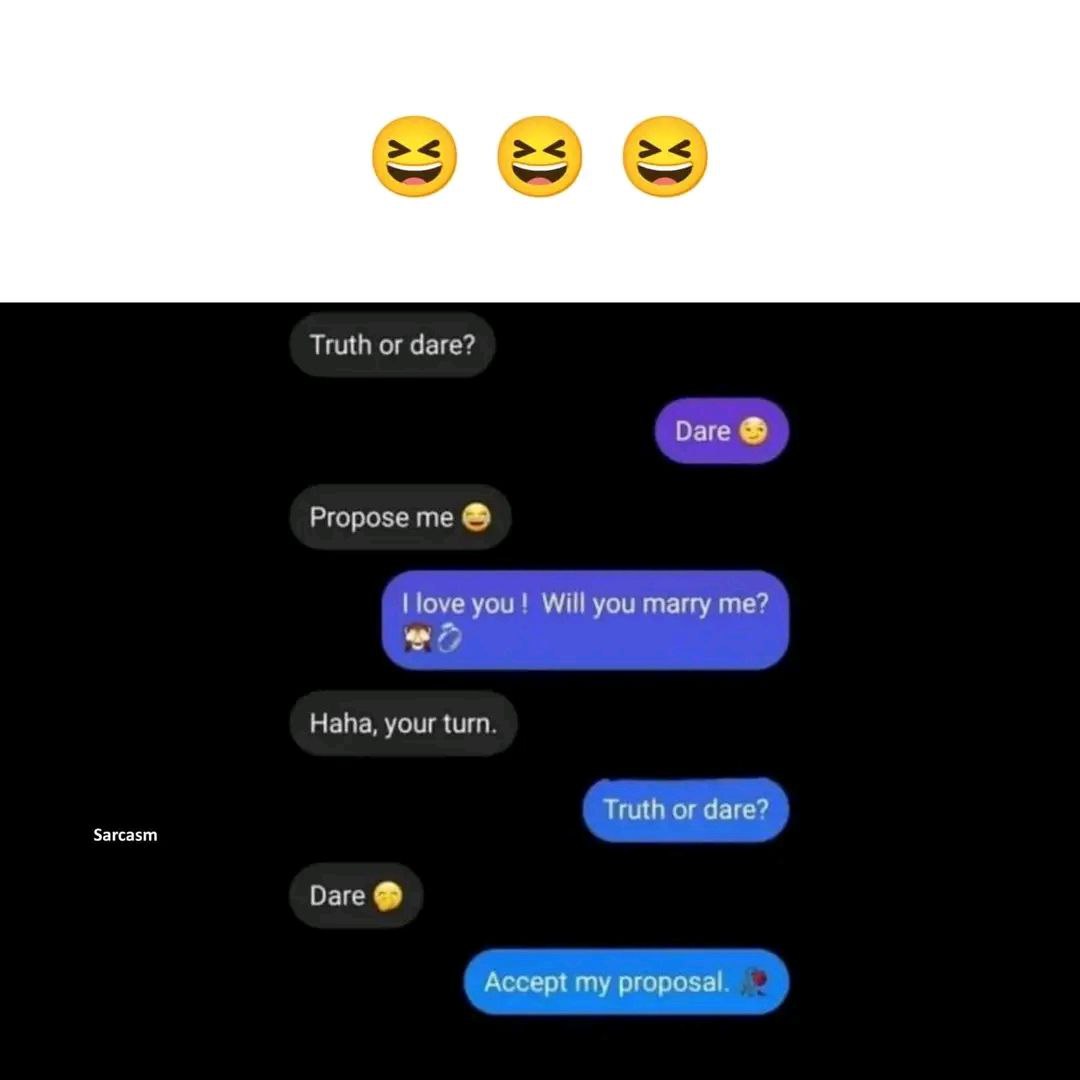 😆 😆 😆
Truth or dare?
Dare 😏
Propose me 😅
I love you !  Will you marry me?
🙈💍
Haha, your turn.
Truth or dare?
Sarcasm
Dare 🤭
Accept my proposal. 🥀